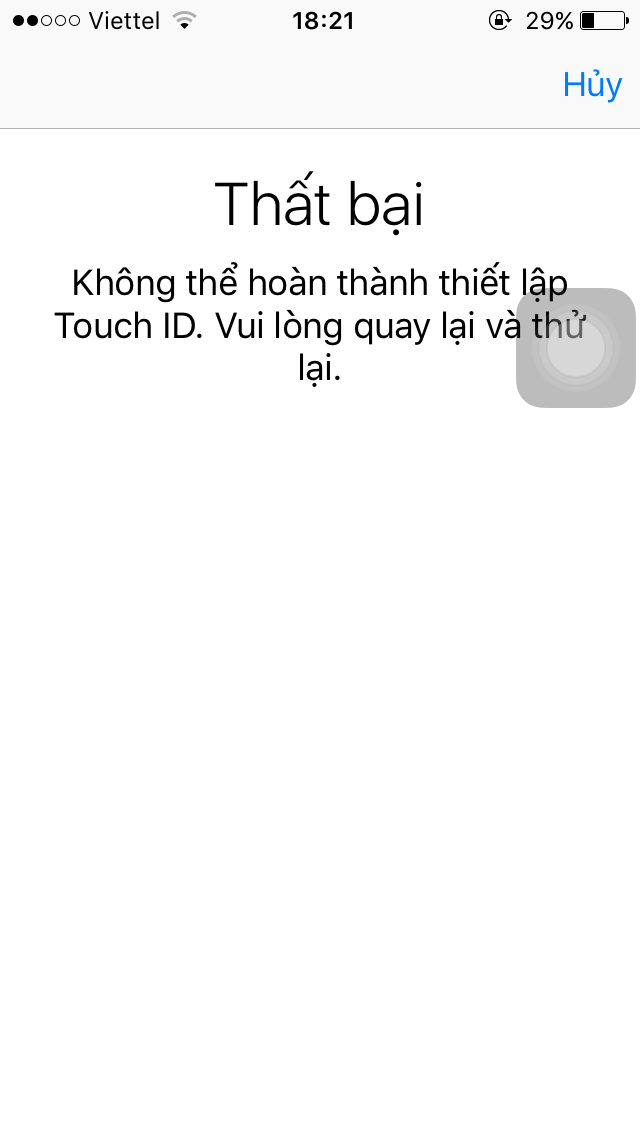 Viettel 18:21 29%
Hủy
Thất bại
Không thể hoàn thành thiết lập
Touch ID. Vui lòng quay lại và thử
lại.